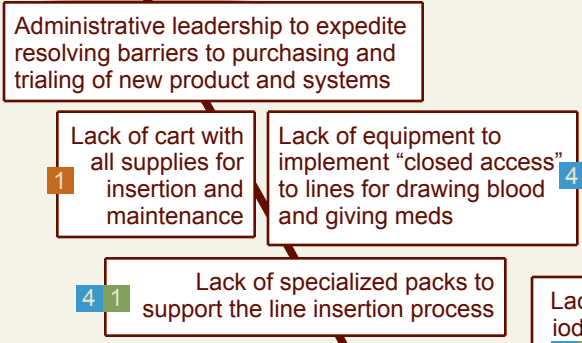 Administrative leadership to expedite
resolving barriers to purchasing and
trialing of new product and systems
Lack of cart with
all supplies for
insertion and
maintenance
1
Lack of equipment to
implement “closed access”
to lines for drawing blood
and giving meds
4
Lack of specialized packs to
support the line insertion process
4 1